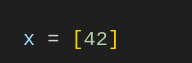 x = [42]